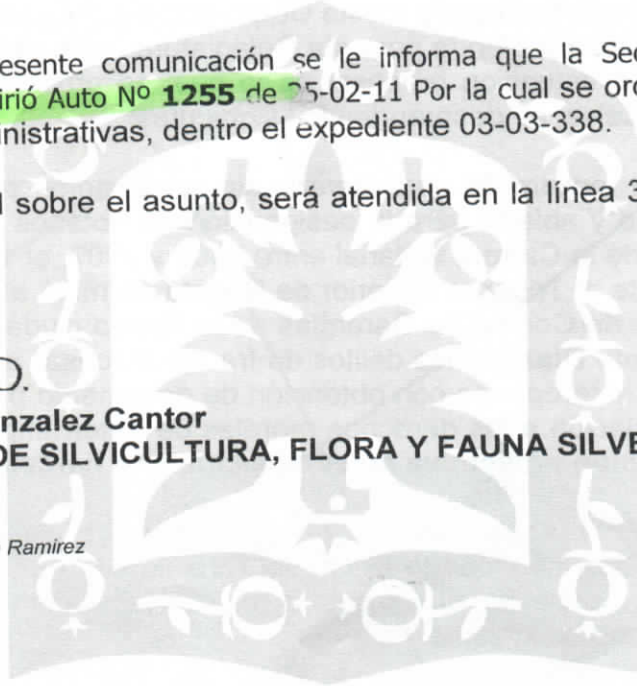 esente comunicación se le informa que la Sec
irió Auto Nº 1255 de 25-02-11 Por la cual se ord
inistrativas, dentro el expediente 03-03-338.
l sobre el asunto, será atendida en la línea 3
nzalez Cantor
DE SILVICULTURA, FLORA Y FAUNA SILVE
Ramirez